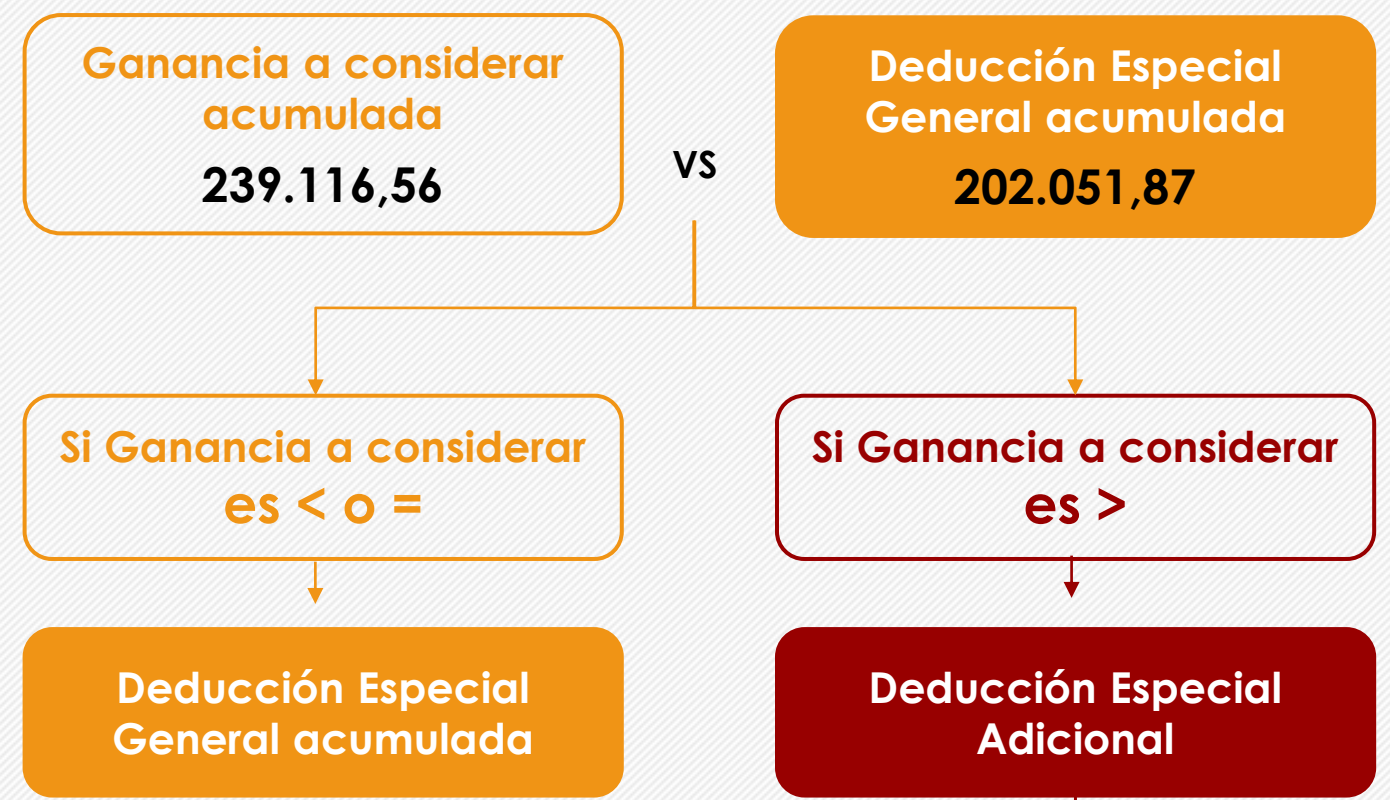 Ganancia a considerar
acumulada
239.116,56
vs
Deducción Especial
General acumulada
202.051,87
Si Ganancia a considerar
es < o =
Si Ganancia a considerar
es >
Deducción Especial
General acumulada
Deducción Especial
Adicional